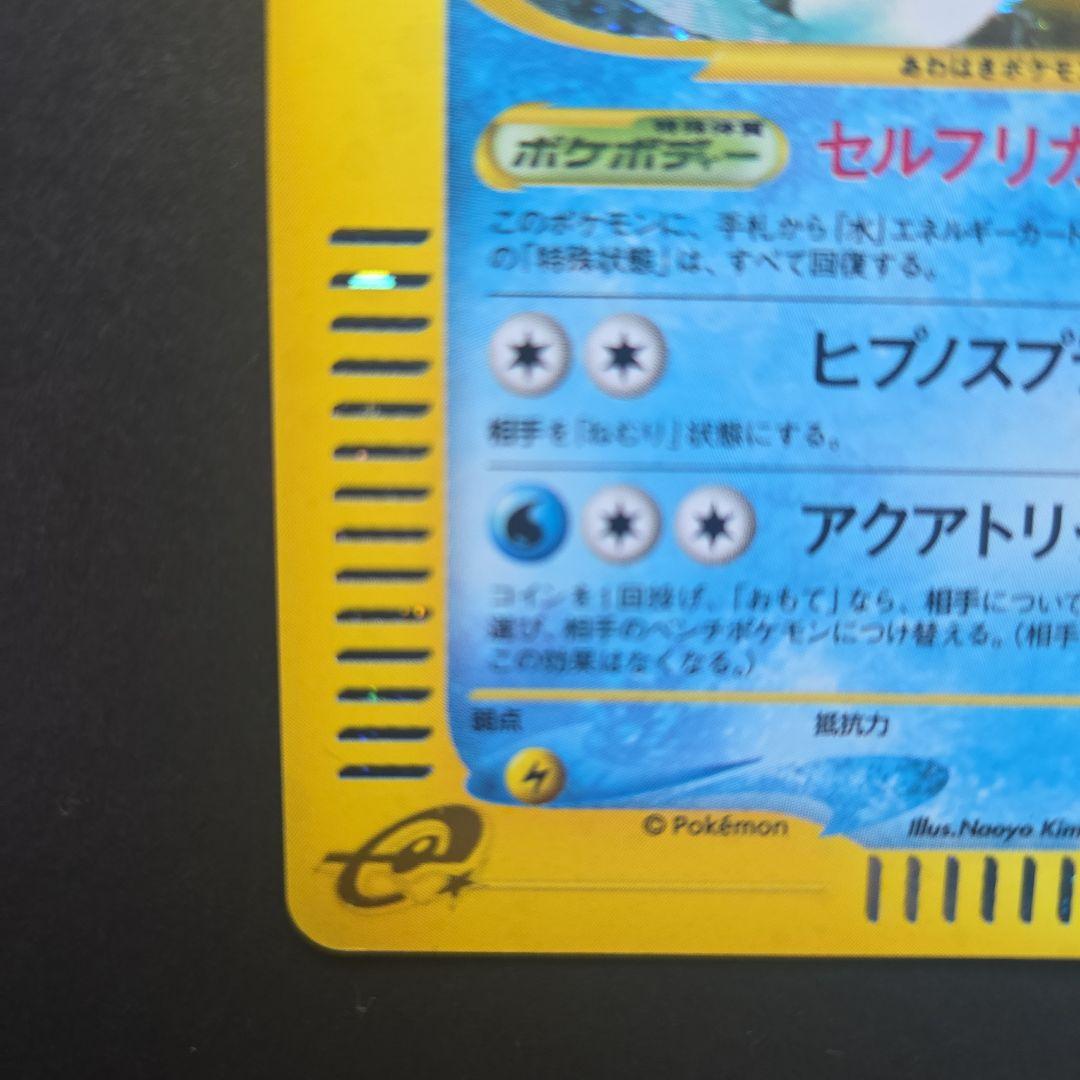 あわはきポケモン
特殊体質
ポケボディー
セルフリカ
このポケモンに、手札から「水」エネルギーカード
の「特殊状態」は、すべて回復する。
ヒプノスプ
相手を「ねむり」状態にする。
アクアトリ
コインを1回投げ、「おもて」なら、相手について
選び、相手のベンチポケモンにつけ替える。(相手
この効果はなくなる。)
弱点
抵抗力
© Pokémon
Illus.Naoyo Kim
e